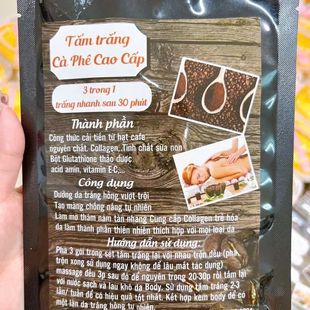 Tắm trắng
Cà Phê Cao Cấp
3 trong 1
trắng nhanh sau 30 phút
Thành phần
Công thức cải tiến từ hạt cafe
nguyên chất, Collagen,.Tinh chất sữa non
Bột Glutathione thảo dược
acid amin, vitamin E,C,..
Công dụng
Dưỡng da trắng hồng vượt trội
Tạo màng chống nắng tự nhiên
Làm mờ thâm nám tàn nhang Cung cấp Collagen trẻ hóa
da làm thành phần thiên nhiên thích hợp với mọi loại da
Hướng dẫn sử dụng:
Pha 3 gói trong sét tắm trắng lại với nhau trộn đều (pha
trộn xong sử dụng ngay không để lâu mất tác dụng)
massage đều 3p sau đó để nguyên trong 20-30p rồi tắm lại
với nước sạch và lau khô da Body. Sử dụng tắm trắng 2-3
lần/ tuần để có hiệu quả tốt nhất. Kết hợp kem body để có
một làn da trắng hồng tự nhiên